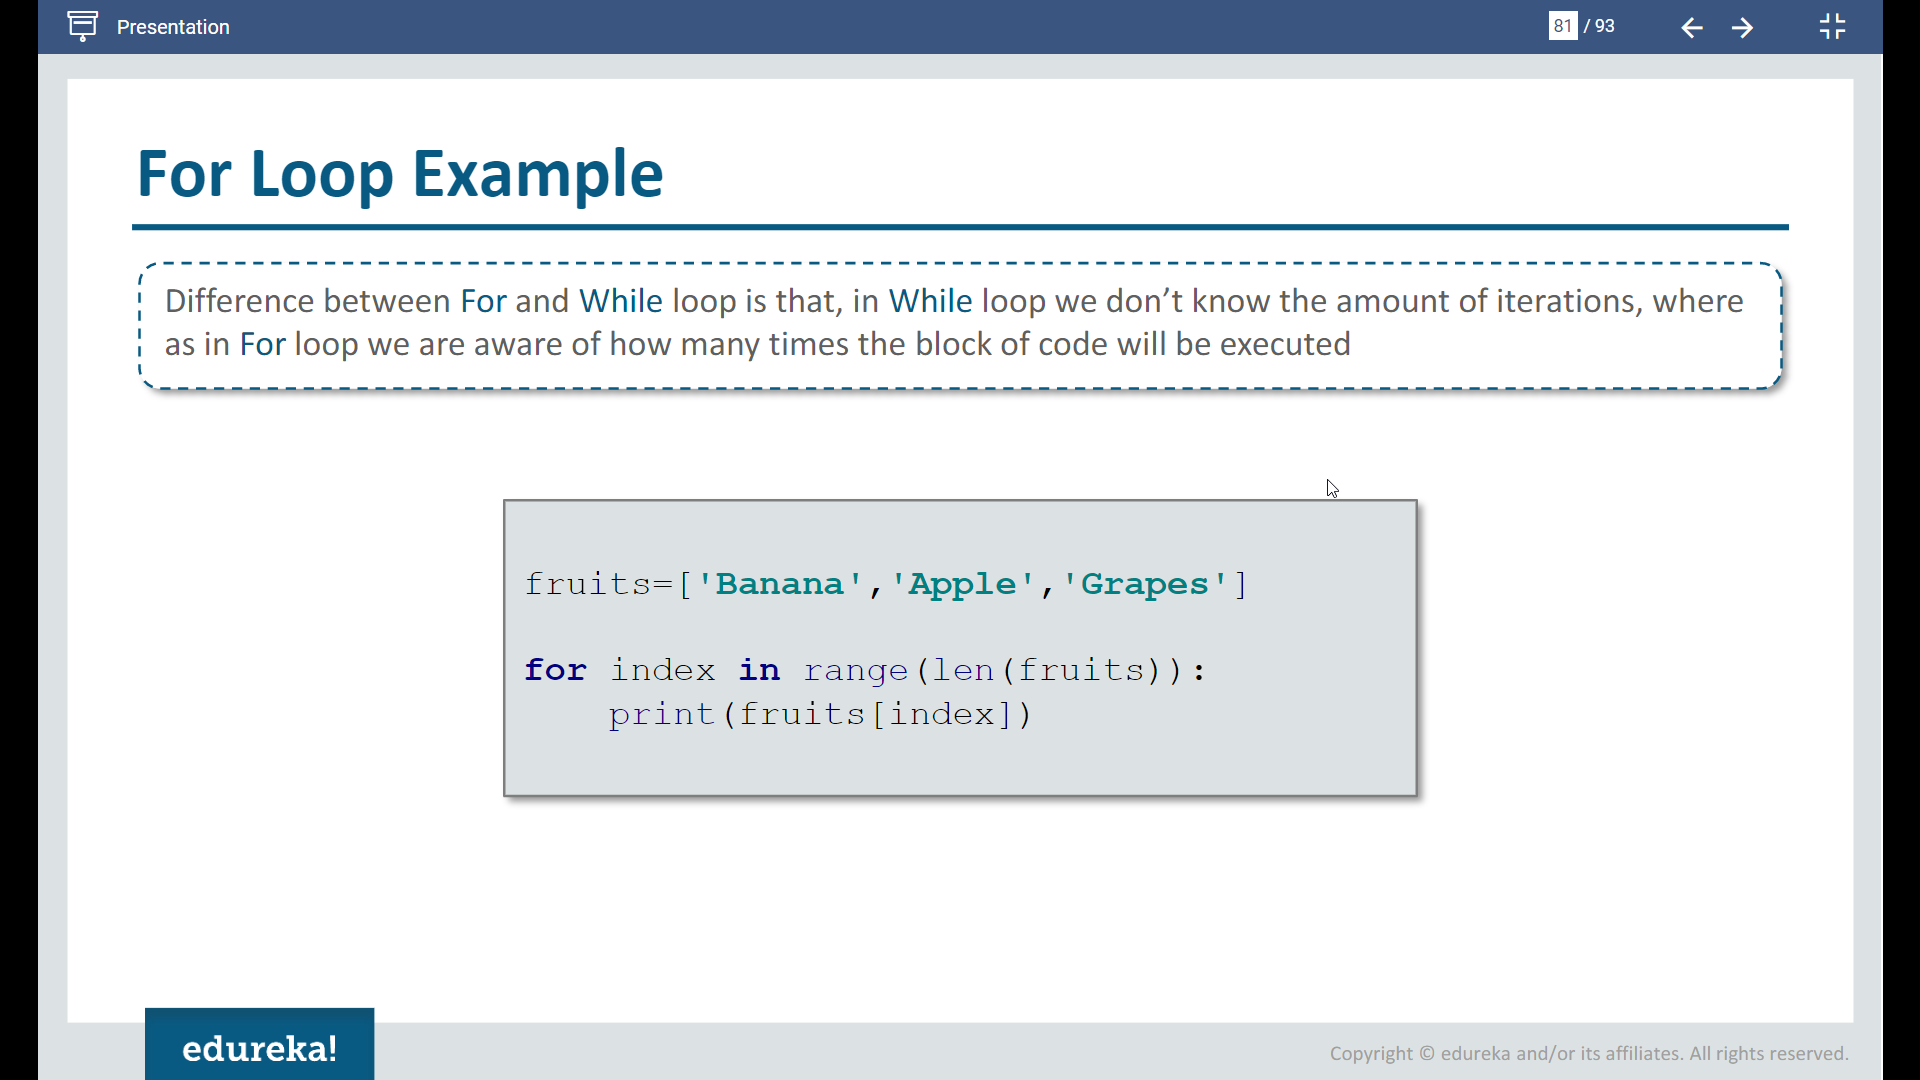 Presentation
81 / 93
For Loop Example
Difference between For and While loop is that, in While loop we don’t know the amount of iterations, where
as in For loop we are aware of how many times the block of code will be executed
fruits=['Banana','Apple','Grapes']
for index in range(len(fruits)):
    print(fruits[index])
edureka!
Copyright © edureka and/or its affiliates. All rights reserved.